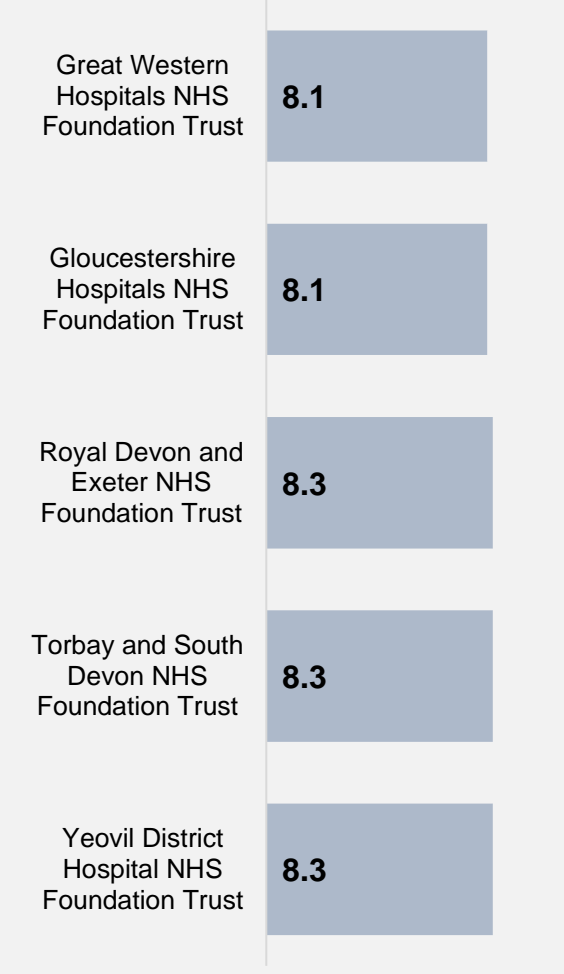 Great Western
Hospitals NHS
Foundation Trust
8.1
Gloucestershire
Hospitals NHS
Foundation Trust
8.1
Royal Devon and
Exeter NHS
Foundation Trust
8.3
Torbay and South
Devon NHS
Foundation Trust
8.3
Yeovil District
Hospital NHS
Foundation Trust
8.3